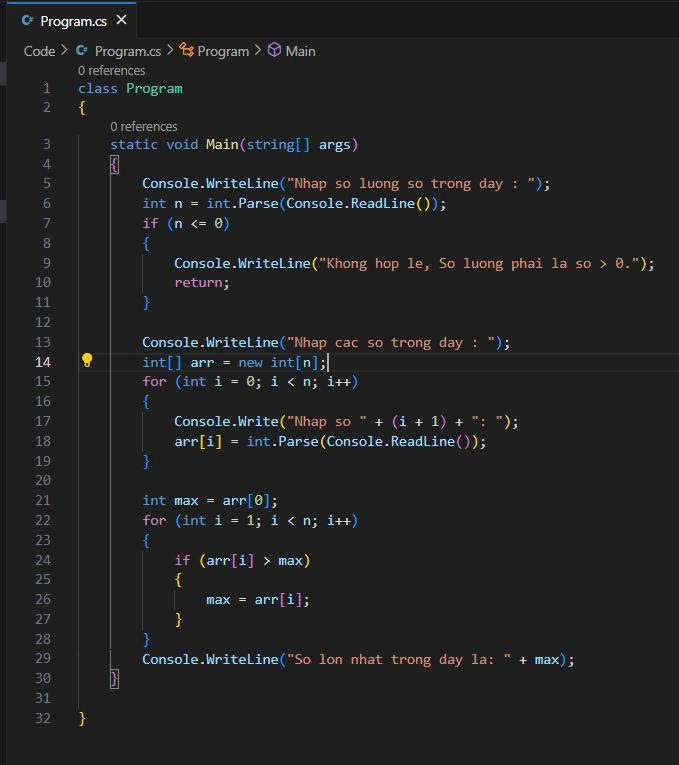 Program.cs
Code > Program.cs > Program > Main
0 references
1 class Program
2 {
0 references
3 static void Main(string[] args)
4 {
5 Console.WriteLine("Nhap so luong so trong day : ");
6 int n = int.Parse(Console.ReadLine());
7 if (n <= 0)
8 {
9 Console.WriteLine("Khong hop le, So luong phai la so > 0.");
10 return;
11 }
12
13 Console.WriteLine("Nhap cac so trong day : ");
14 int[] arr = new int[n];
15 for (int i = 0; i < n; i++)
16 {
17 Console.Write("Nhap so " + (i + 1) + ": ");
18 arr[i] = int.Parse(Console.ReadLine());
19 }
20
21 int max = arr[0];
22 for (int i = 1; i < n; i++)
23 {
24 if (arr[i] > max)
25 {
26 max = arr[i];
27 }
28 }
29 Console.WriteLine("So lon nhat trong day la: " + max);
30 }
31
32 }